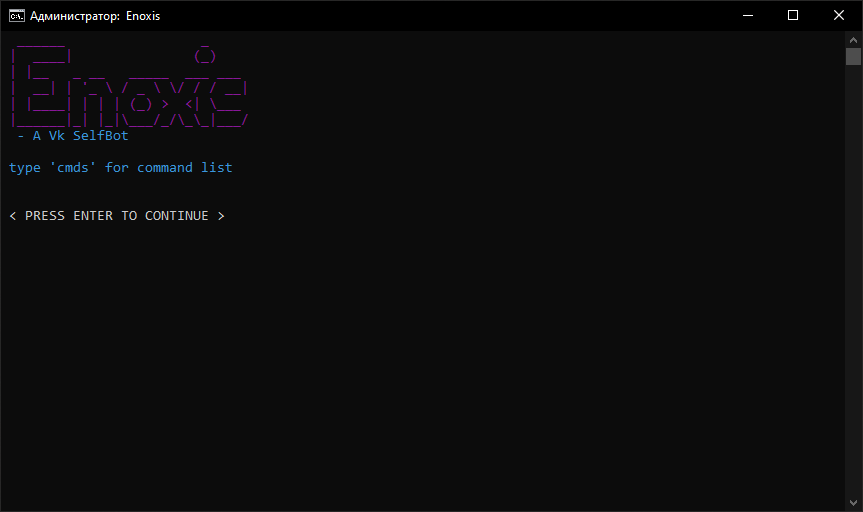 Администратор: Enoxis
Enoxis
- A Vk SelfBot
type 'cmds' for command list
< PRESS ENTER TO CONTINUE >